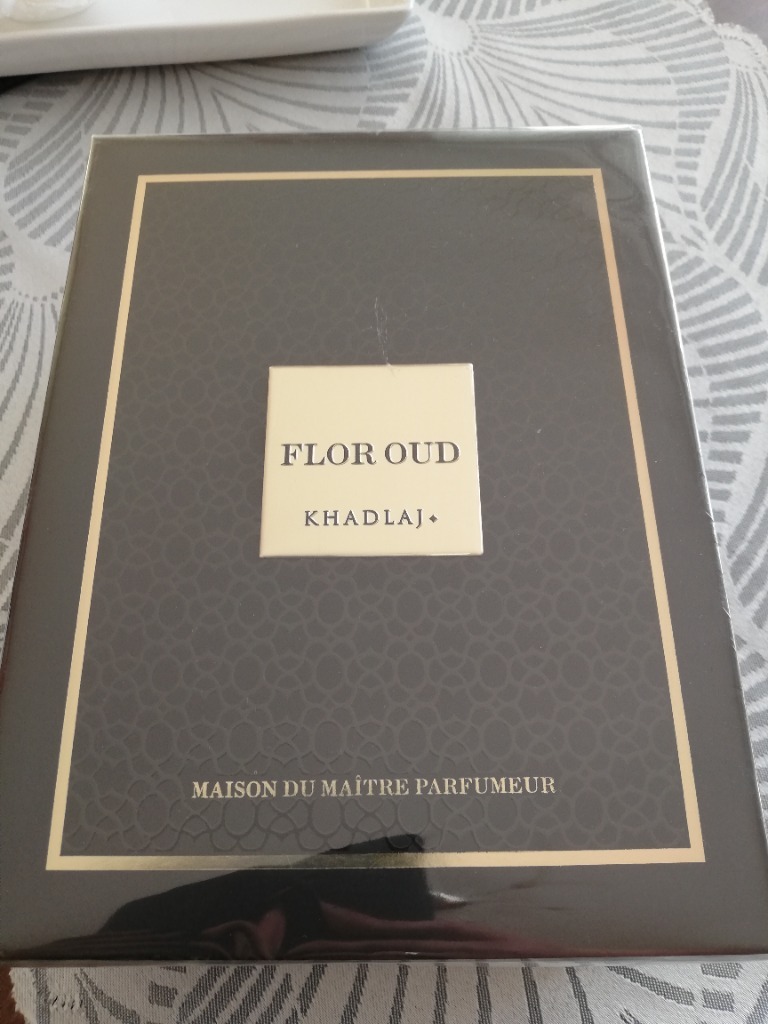 FLOR OUD
KHADLAJ
MAISON DU MAÎTRE PARFUMEUR